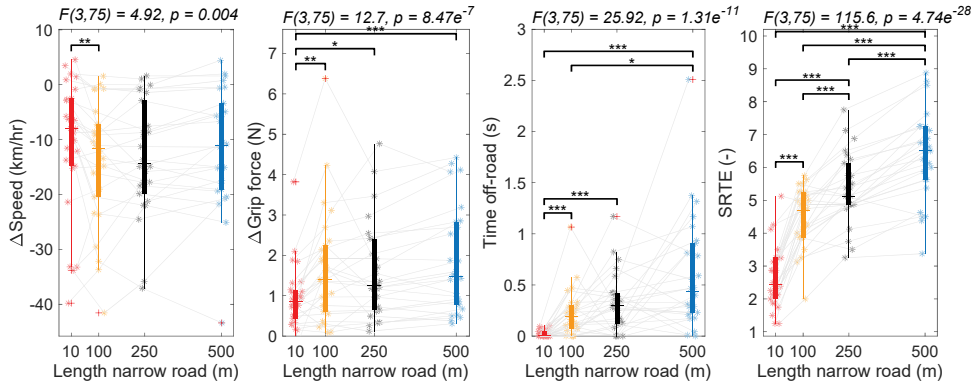 F(3,75) = 4.92, p = 0.004
**
0
-10
-20
-30
-40
ΔSpeed (km/hr)
10 100 250 500
Length narrow road (m)
F(3,75) = 12.7, p = 8.47e-7
***
*
**
7
6
5
4
3
2
1
0
ΔGrip force (N)
10 100 250 500
Length narrow road (m)
F(3,75) = 25.92, p = 1.31e-11
***
*
***
***
3
2.5
2
1.5
1
0.5
0
Time off-road (s)
10 100 250 500
Length narrow road (m)
F(3,75) = 115.6, p = 4.74e-28
***
***
***
***
***
***
9
8
7
6
5
4
3
2
1
SRTE (-)
10 100 250 500
Length narrow road (m)